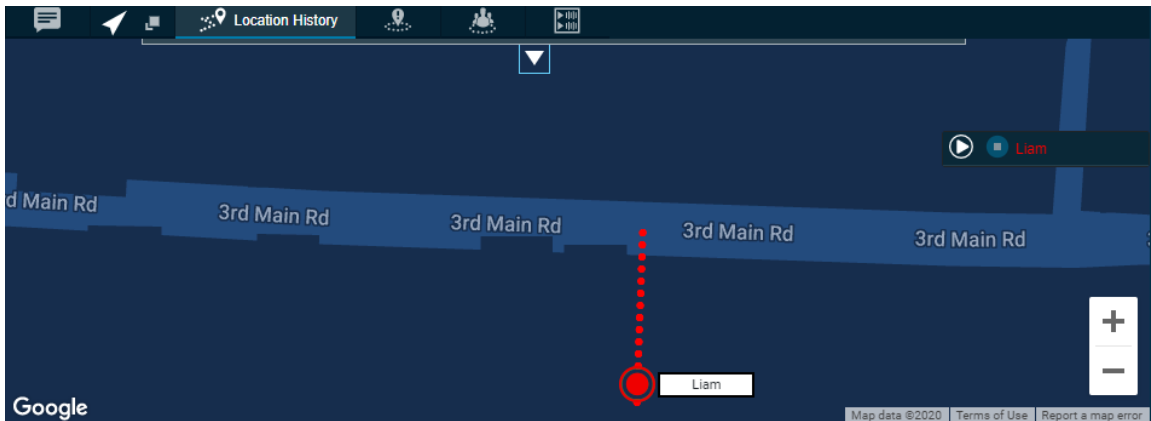 Location History
Liam
d Main Rd
3rd Main Rd
3rd Main Rd
3rd Main Rd
3rd Main Rd
Liam
+
−
Google
Map data ©2020 Terms of Use Report a map error